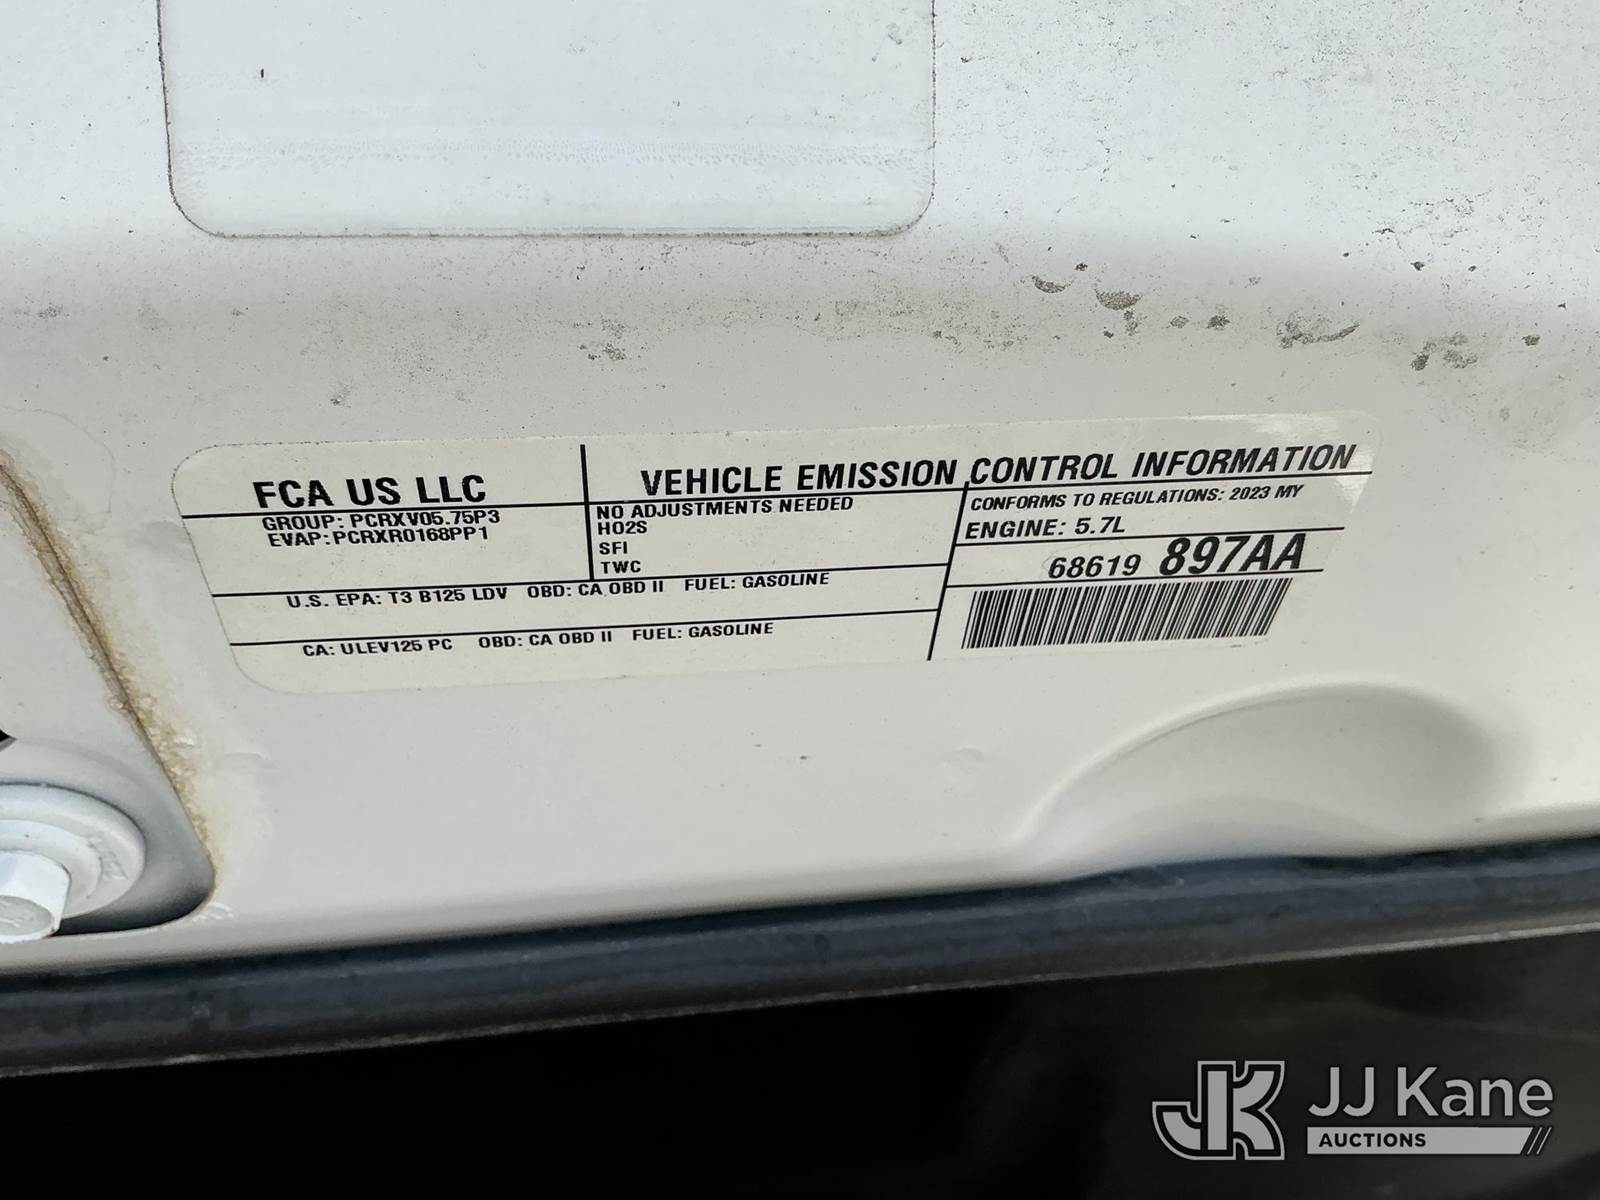 FCA US LLC
GROUP: PCRXV05.75P3
EVAP:PCRXR0168PP1
VEHICLE EMISSION CONTROL INFORMATION
NO ADJUSTMENTS NEEDED
HO2S
SFI
TWC
CONFORMS TO REGULATIONS: 2023 MY
ENGINE: 5.7L
68619 897AA
U.S. EPA: T3 B125 LDV OBD: CA OBD II FUEL: GASOLINE
CA: ULEV125 PC OBD: CA OBD II FUEL: GASOLINE
JK JJ Kane
AUCTIONS